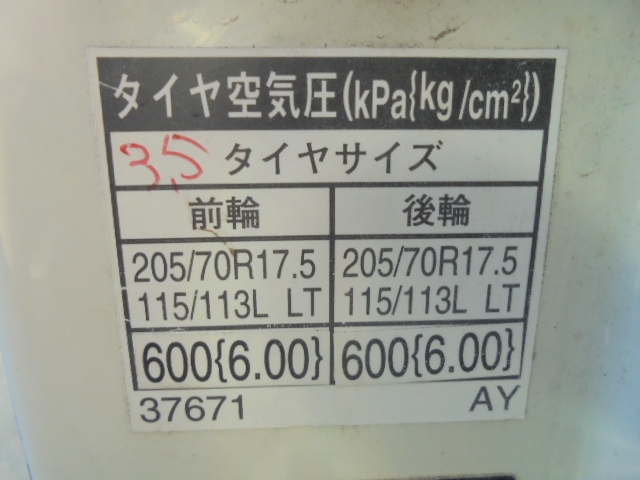 タイヤ空気圧(kPa{kg/cm²})
3.5 タイヤサイズ
前輪 後輪
205/70R17.5 205/70R17.5
115/113L LT 115/113L LT
600{6.00} 600{6.00}
37671 AY